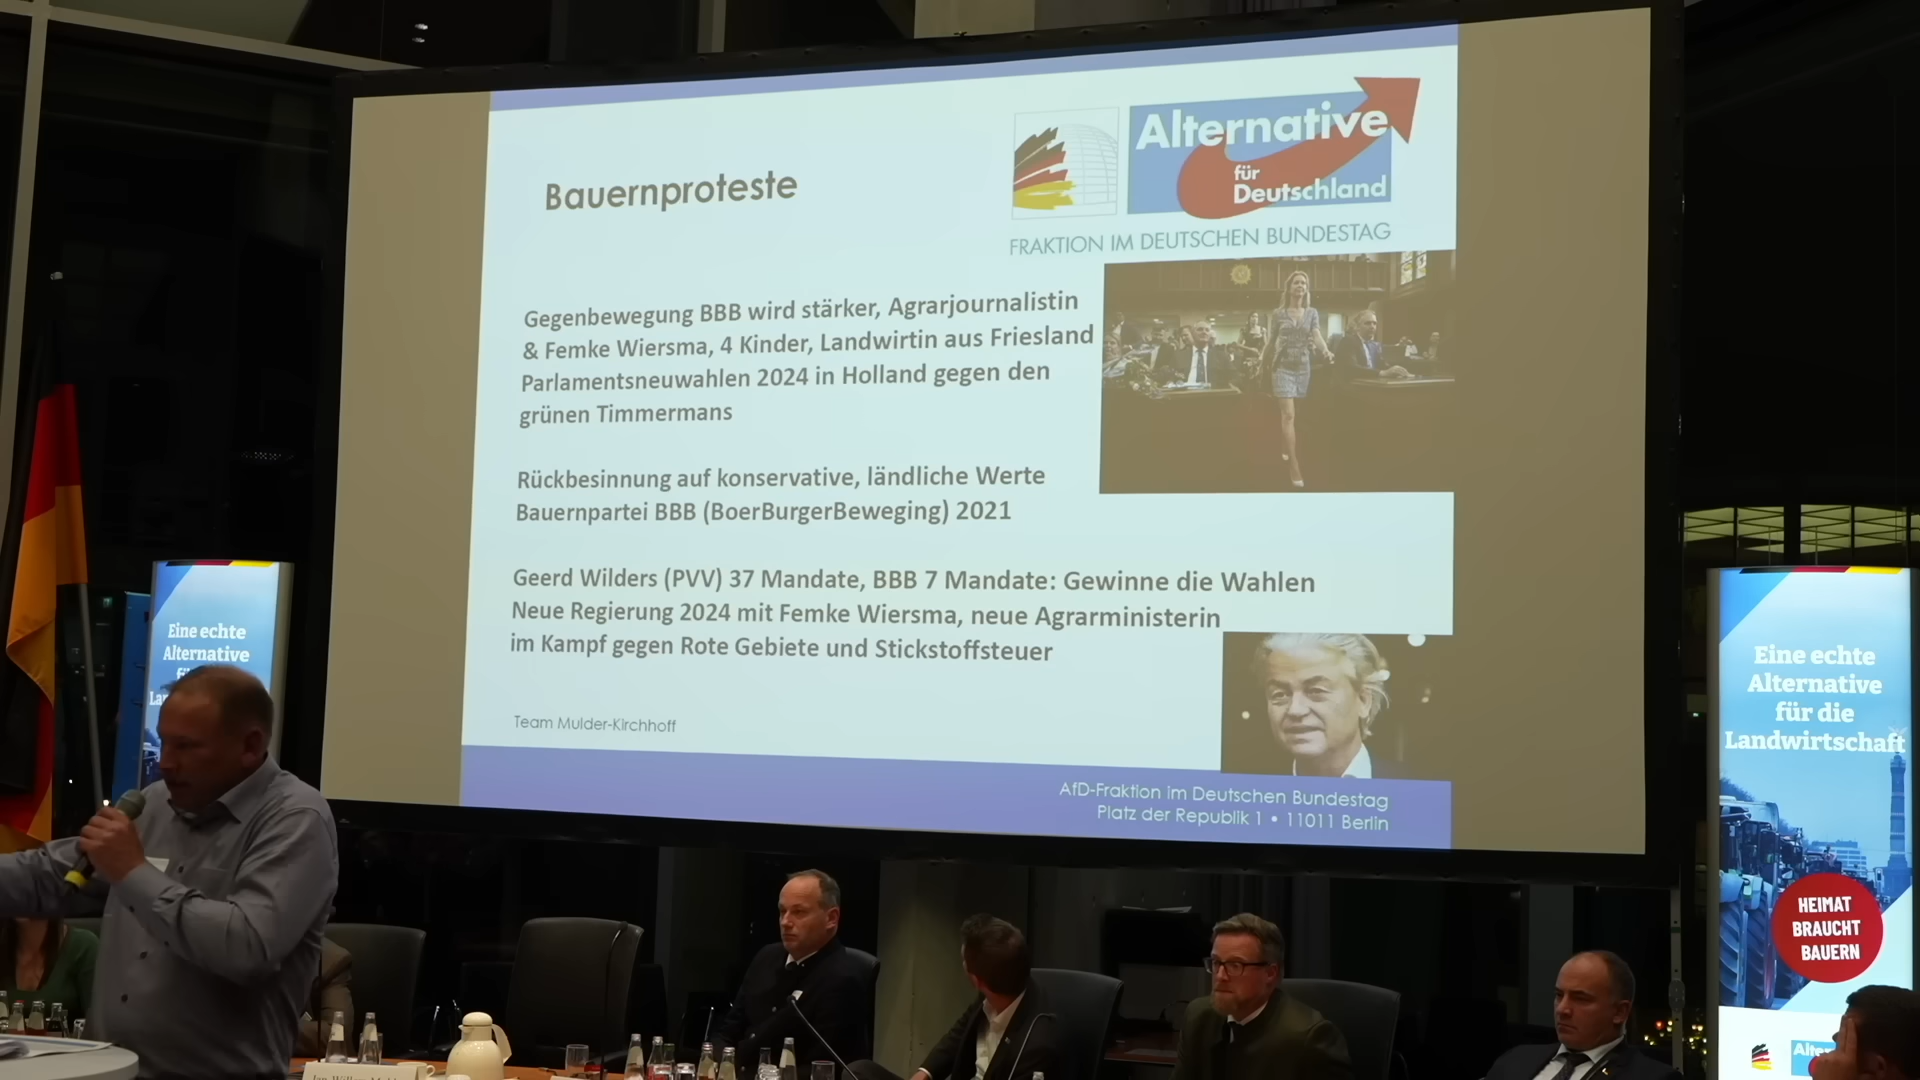 Alternative
für
Deutschland
FRAKTION IM DEUTSCHEN BUNDESTAG
Bauernproteste
Gegenbewegung BBB wird stärker, Agrarjournalistin
& Femke Wiersma, 4 Kinder, Landwirtin aus Friesland
Parlamentsneuwahlen 2024 in Holland gegen den
grünen Timmermans
Rückbesinnung auf konservative, ländliche Werte
Bauernpartei BBB (BoerBurgerBeweging) 2021
Geerd Wilders (PVV) 37 Mandate, BBB 7 Mandate: Gewinne die Wahlen
Neue Regierung 2024 mit Femke Wiersma, neue Agrarministerin
im Kampf gegen Rote Gebiete und Stickstoffsteuer
Team Mulder-Kirchhoff
AfD-Fraktion im Deutschen Bundestag
Platz der Republik 1 • 11011 Berlin
Eine echte
Alternative
Eine echte
Alternative
für die
Landwirtschaft
HEIMAT
BRAUCHT
BAUERN